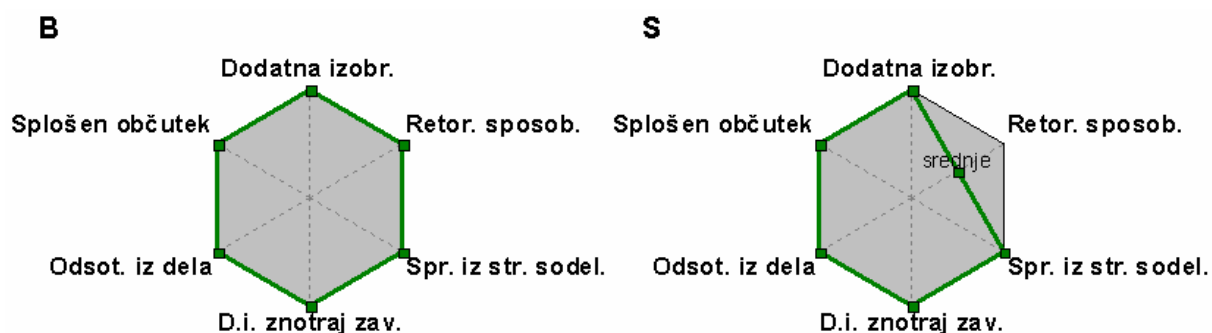 B
Dodatna izobr.
Splošen občutek
Retor. sposob.
Odsot. iz dela
Spr. iz str. sodel.
D.i. znotraj zav.
S
Dodatna izobr.
Splošen občutek
Retor. sposob.
srednje
Odsot. iz dela
Spr. iz str. sodel.
D.i. znotraj zav.